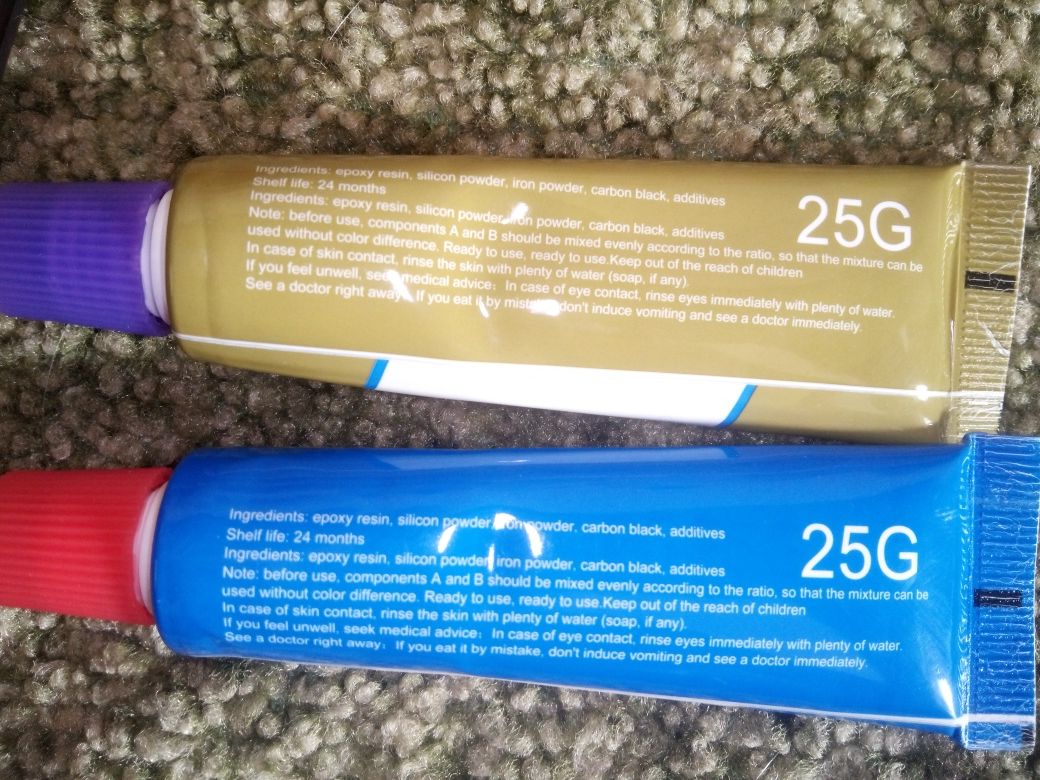 Ingredients: epoxy resin, silicon powder, iron powder, carbon black, additives
Shelf life: 24 months
Ingredients: epoxy resin, silicon powder, iron powder, carbon black, additives
Note: before use, components A and B should be mixed evenly according to the ratio, so that the mixture can be
used without color difference. Ready to use, ready to use.Keep out of the reach of children
In case of skin contact, rinse the skin with plenty of water (soap, if any).
If you feel unwell, seek medical advice: In case of eye contact, rinse eyes immediately with plenty of water.
See a doctor right away: If you eat it by mistake, don't induce vomiting and see a doctor immediately.
25G
Ingredients: epoxy resin, silicon powder, iron powder. carbon black, additives
Shelf life: 24 months
Ingredients: epoxy resin, silicon powder, iron powder, carbon black, additives
Note: before use, components A and B should be mixed evenly according to the ratio, so that the mixture can be
used without color difference. Ready to use, ready to use.Keep out of the reach of children
In case of skin contact, rinse the skin with plenty of water (soap, if any).
If you feel unwell, seek medical advice: In case of eye contact, rinse eyes immediately with plenty of water.
See a doctor right away: If you eat it by mistake, don't induce vomiting and see a doctor immediately.
25G